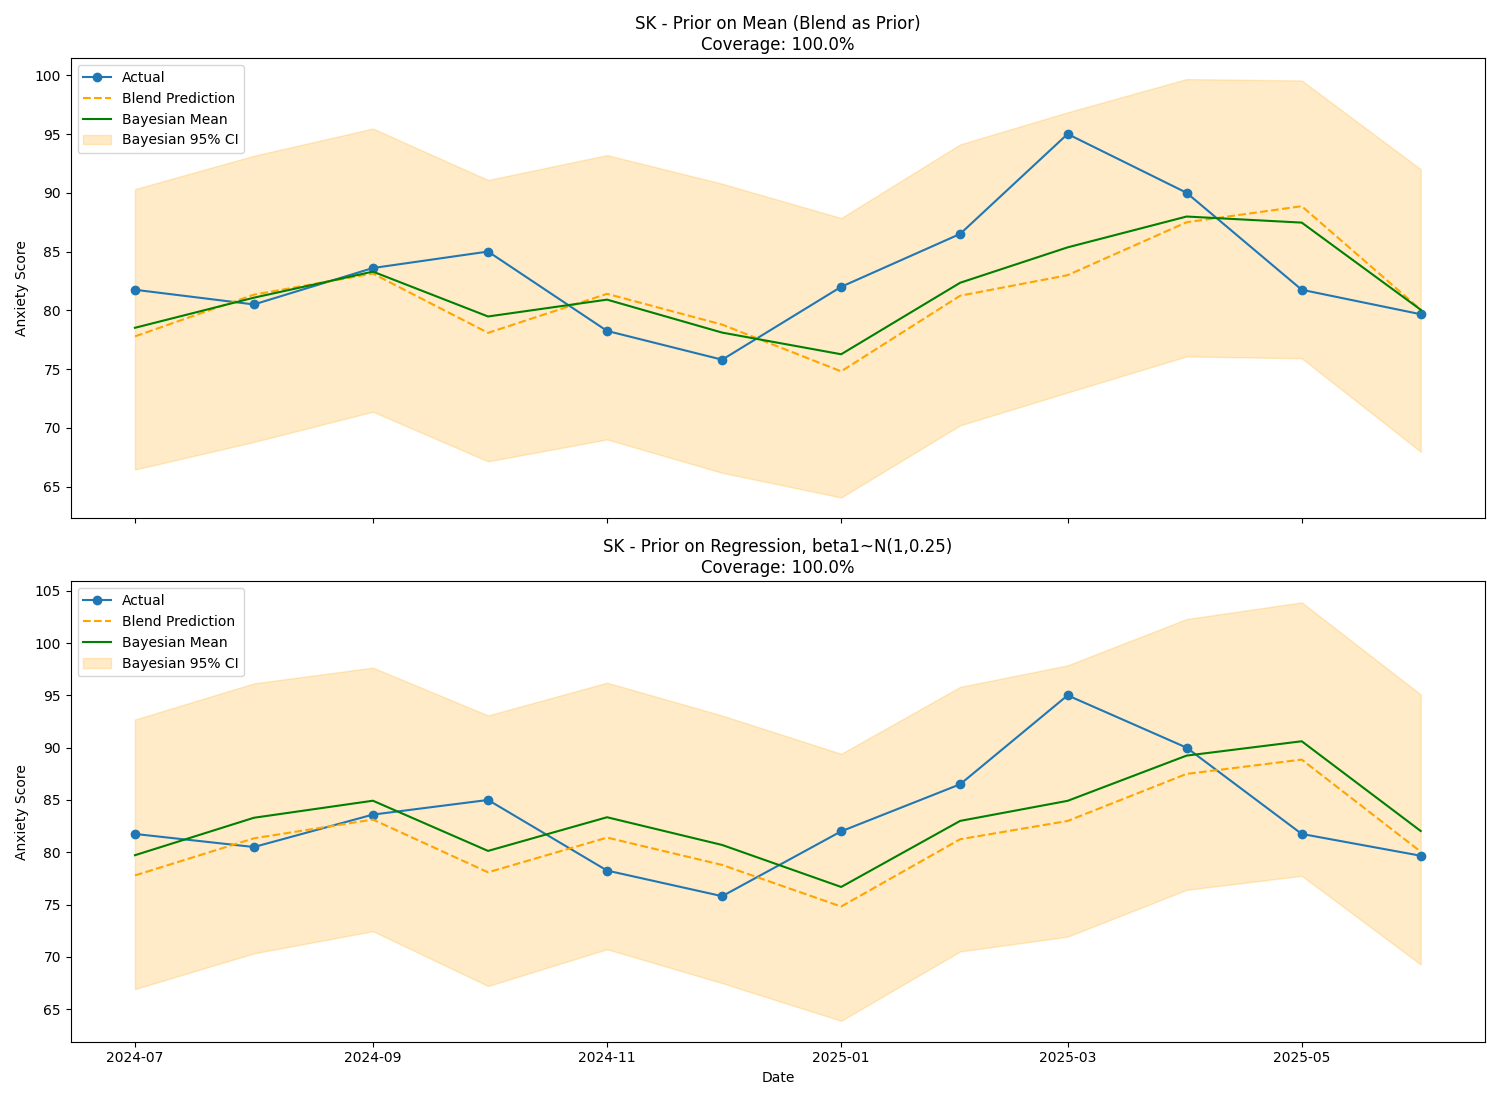 SK - Prior on Mean (Blend as Prior)
Coverage: 100.0%
Actual
Blend Prediction
Bayesian Mean
Bayesian 95% CI
Anxiety Score
100
95
90
85
80
75
70
65
SK - Prior on Regression, beta1~N(1,0.25)
Coverage: 100.0%
Actual
Blend Prediction
Bayesian Mean
Bayesian 95% CI
Anxiety Score
105
100
95
90
85
80
75
70
65
2024-07 2024-09 2024-11 2025-01 2025-03 2025-05
Date